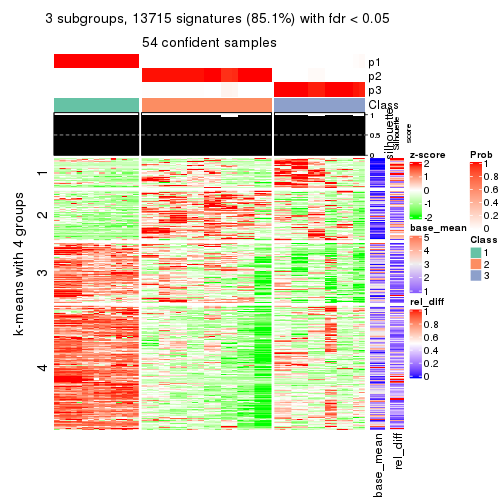 3 subgroups, 13715 signatures (85.1%) with fdr < 0.05
54 confident samples
p1
p2
p3
Class
1
0.5
0
silhouette
Silhouette
score
k-means with 4 groups
1
2
3
4
base_mean
rel_diff
z-score
2
1
0
-1
-2
base_mean
5
4
3
2
1
rel_diff
1
0.8
0.6
0.4
0.2
0
Prob
1
0.8
0.6
0.4
0.2
0
Class
1
2
3